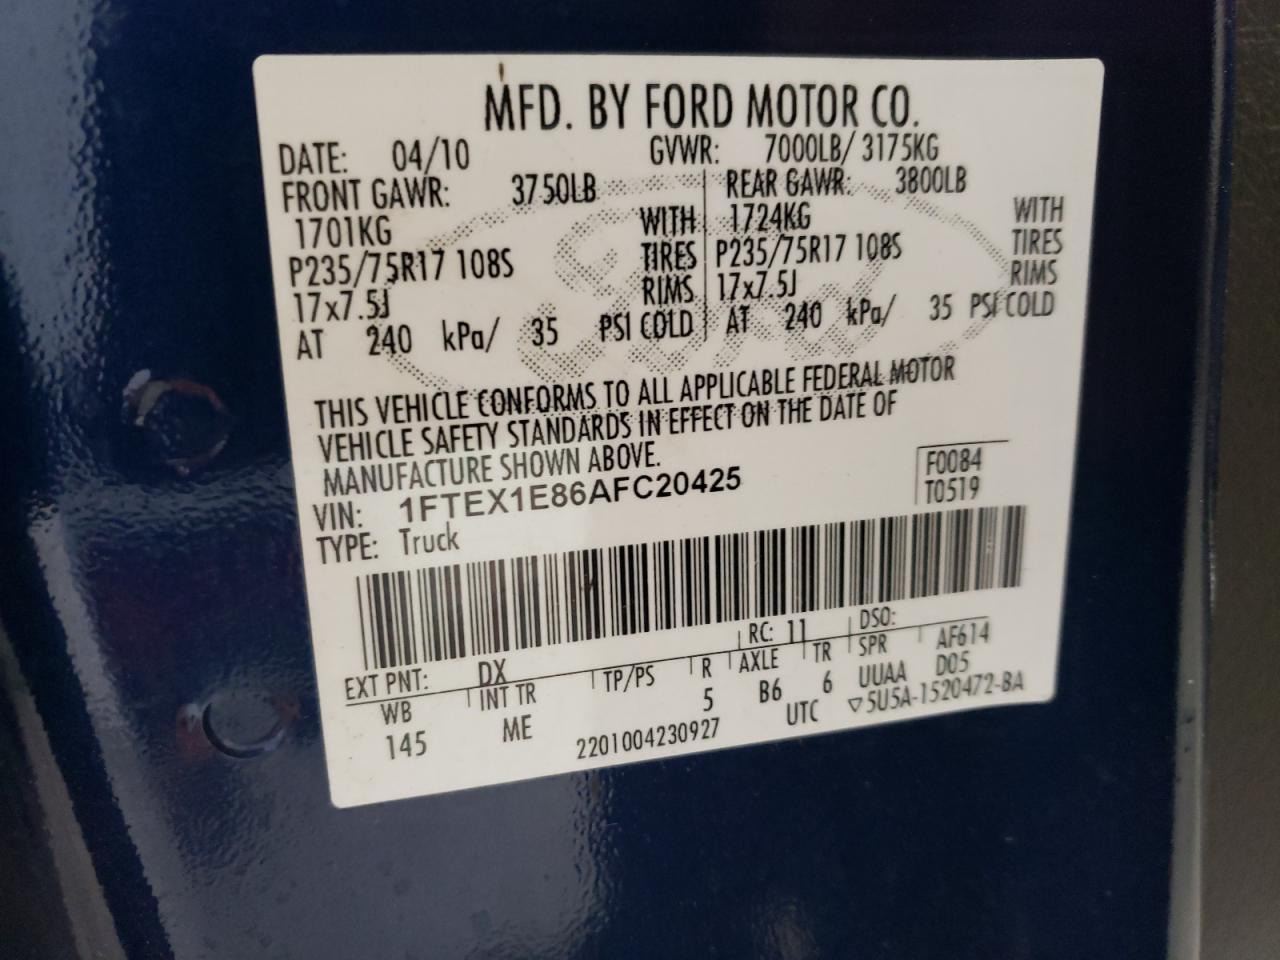 MFD. BY FORD MOTOR CO.
DATE: 04/10 GVWR: 7000LB/ 3175KG
FRONT GAWR: 3750LB REAR GAWR: 3800LB
1701KG WITH 1724KG WITH
P235/75R17 108S TIRES P235/75R17 108S TIRES
17x7.5J RIMS 17x7.5J RIMS
AT 240 kPa/ 35 PSI COLD AT 240 kPa/ 35 PSI COLD
THIS VEHICLE CONFORMS TO ALL APPLICABLE FEDERAL MOTOR
VEHICLE SAFETY STANDARDS IN EFFECT ON THE DATE OF
MANUFACTURE SHOWN ABOVE.
VIN: 1FTEX1E86AFC20425 F0084
TYPE: Truck T0519
EXT PNT: DX RC: 11 DSO:
WB INT TR TP/PS R AXLE TR SPR AF614
145 ME 5 B6 6 UUAA D05
2201004230927 UTC ▽5U5A-1520472-BA
Ford